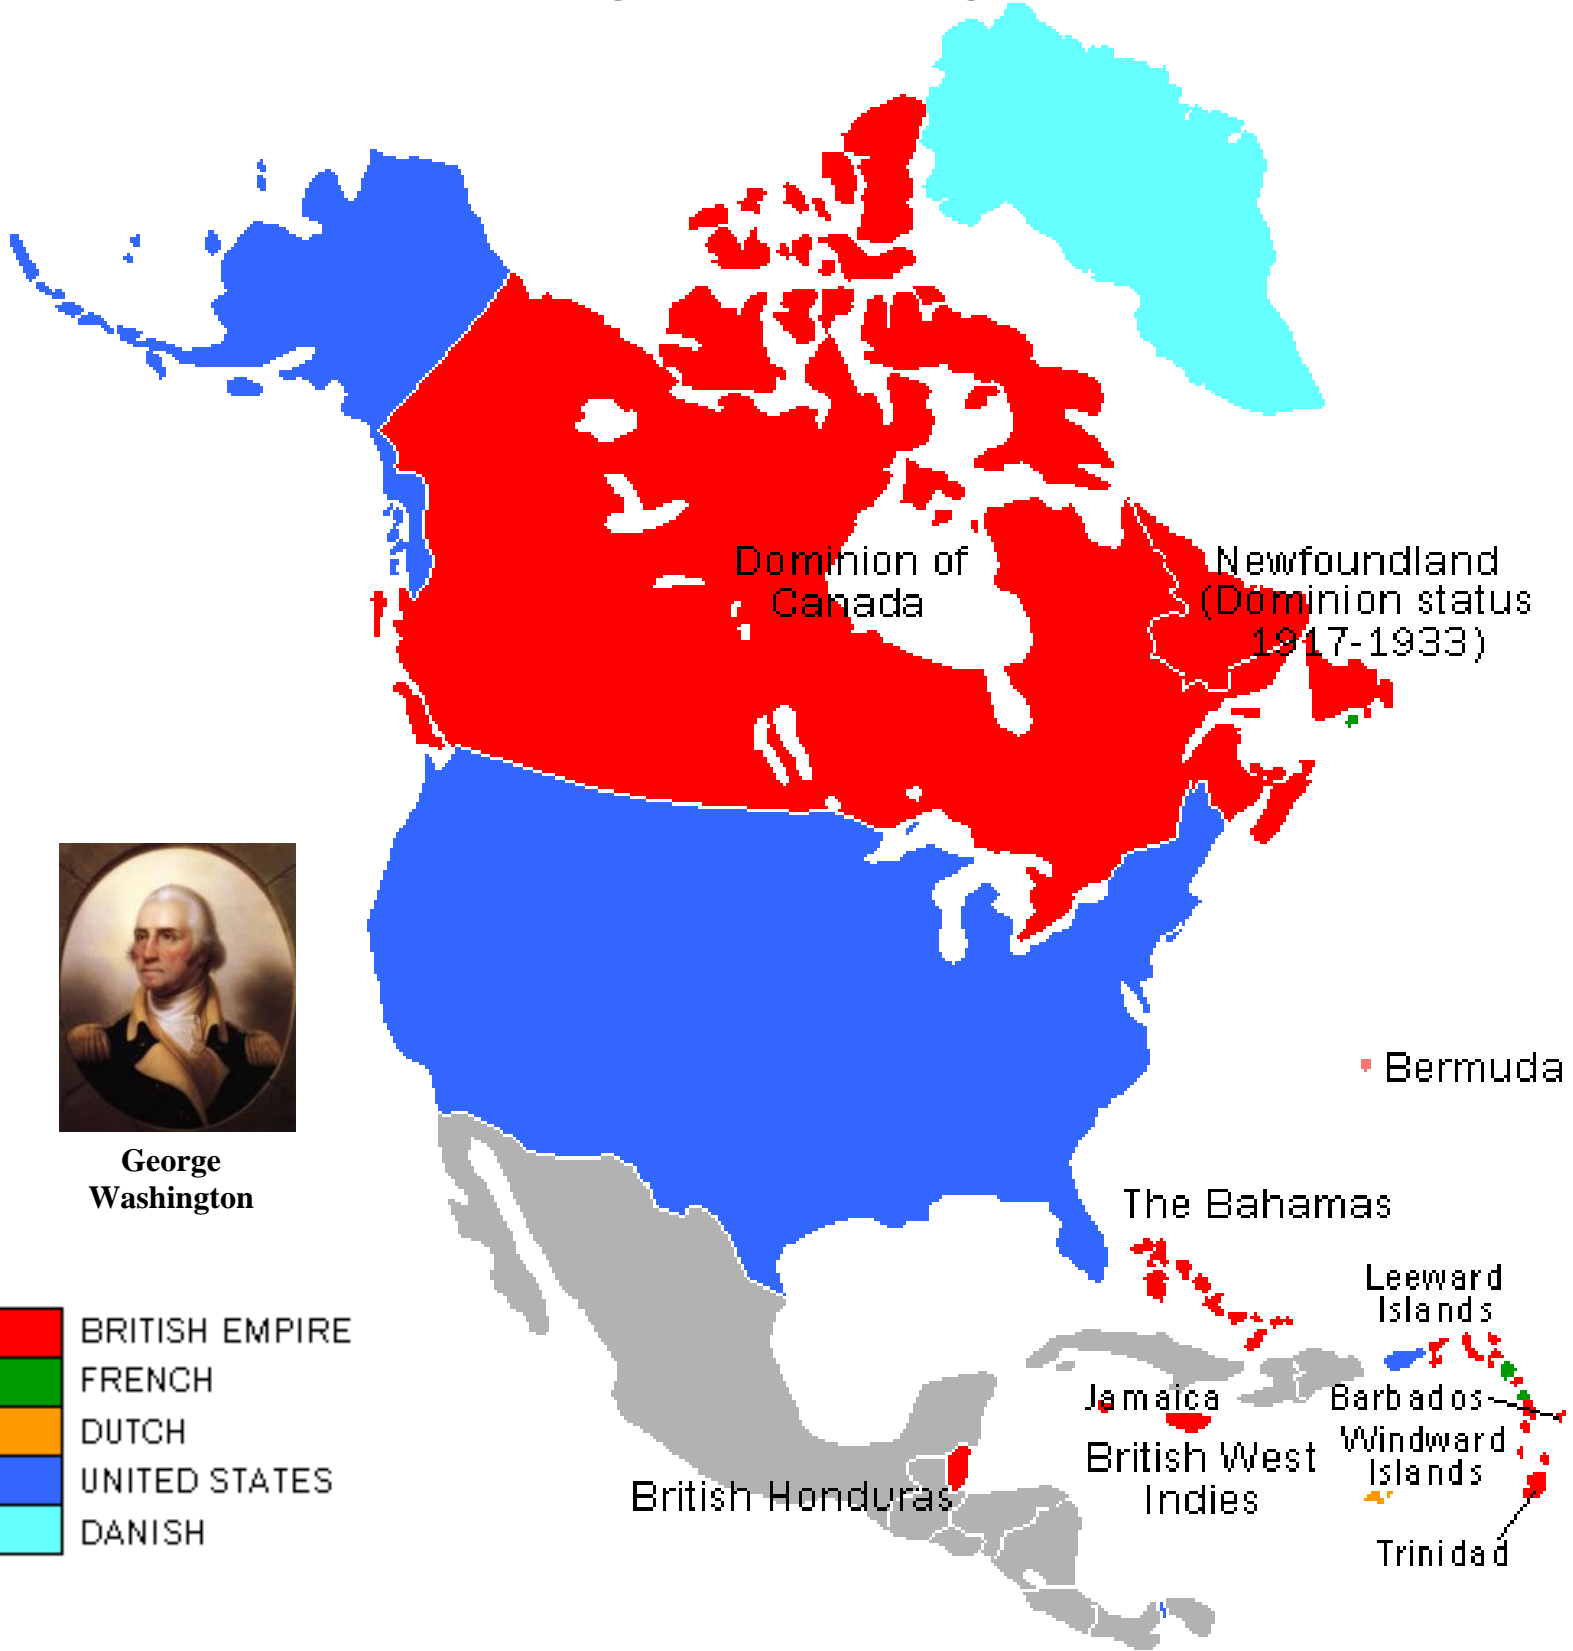 Dominion of
Canada
Newfoundland
(Dominion status
1917-1933)
Bermuda
George
Washington
The Bahamas
Leeward
Islands
BRITISH EMPIRE
FRENCH
DUTCH
UNITED STATES
DANISH
Jamaica
Barbados
British West
Indies
Windward
Islands
British Honduras
Trinidad